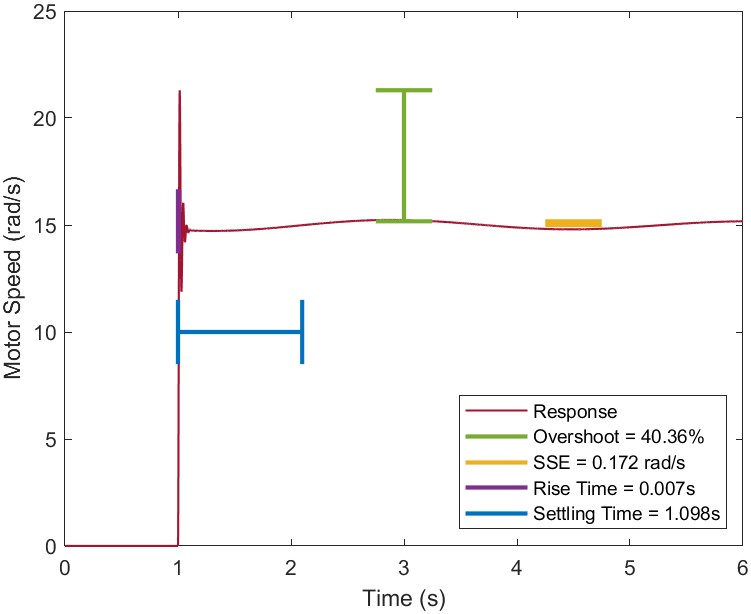 25
20
15
10
5
0
Motor Speed (rad/s)
0 1 2 3 4 5 6
Time (s)
Response
Overshoot = 40.36%
SSE = 0.172 rad/s
Rise Time = 0.007s
Settling Time = 1.098s